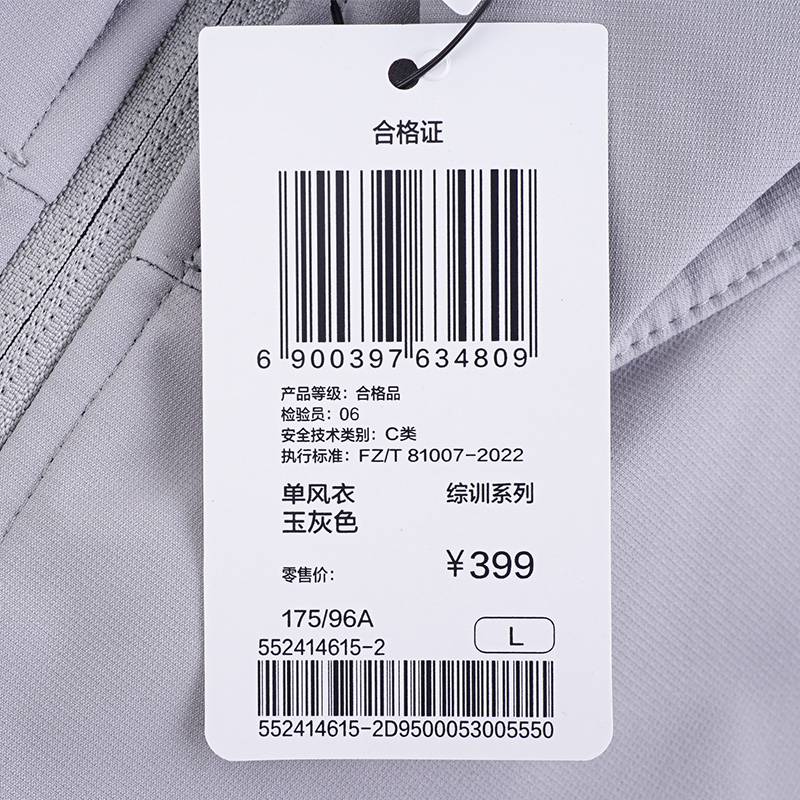 合格证
6 900397 634809
产品等级：合格品
检验员：06
安全技术类别：C类
执行标准：FZ/T 81007-2022
单风衣 综训系列
玉灰色
零售价： ¥399
175/96A L
552414615-2
552414615-2D9500053005550